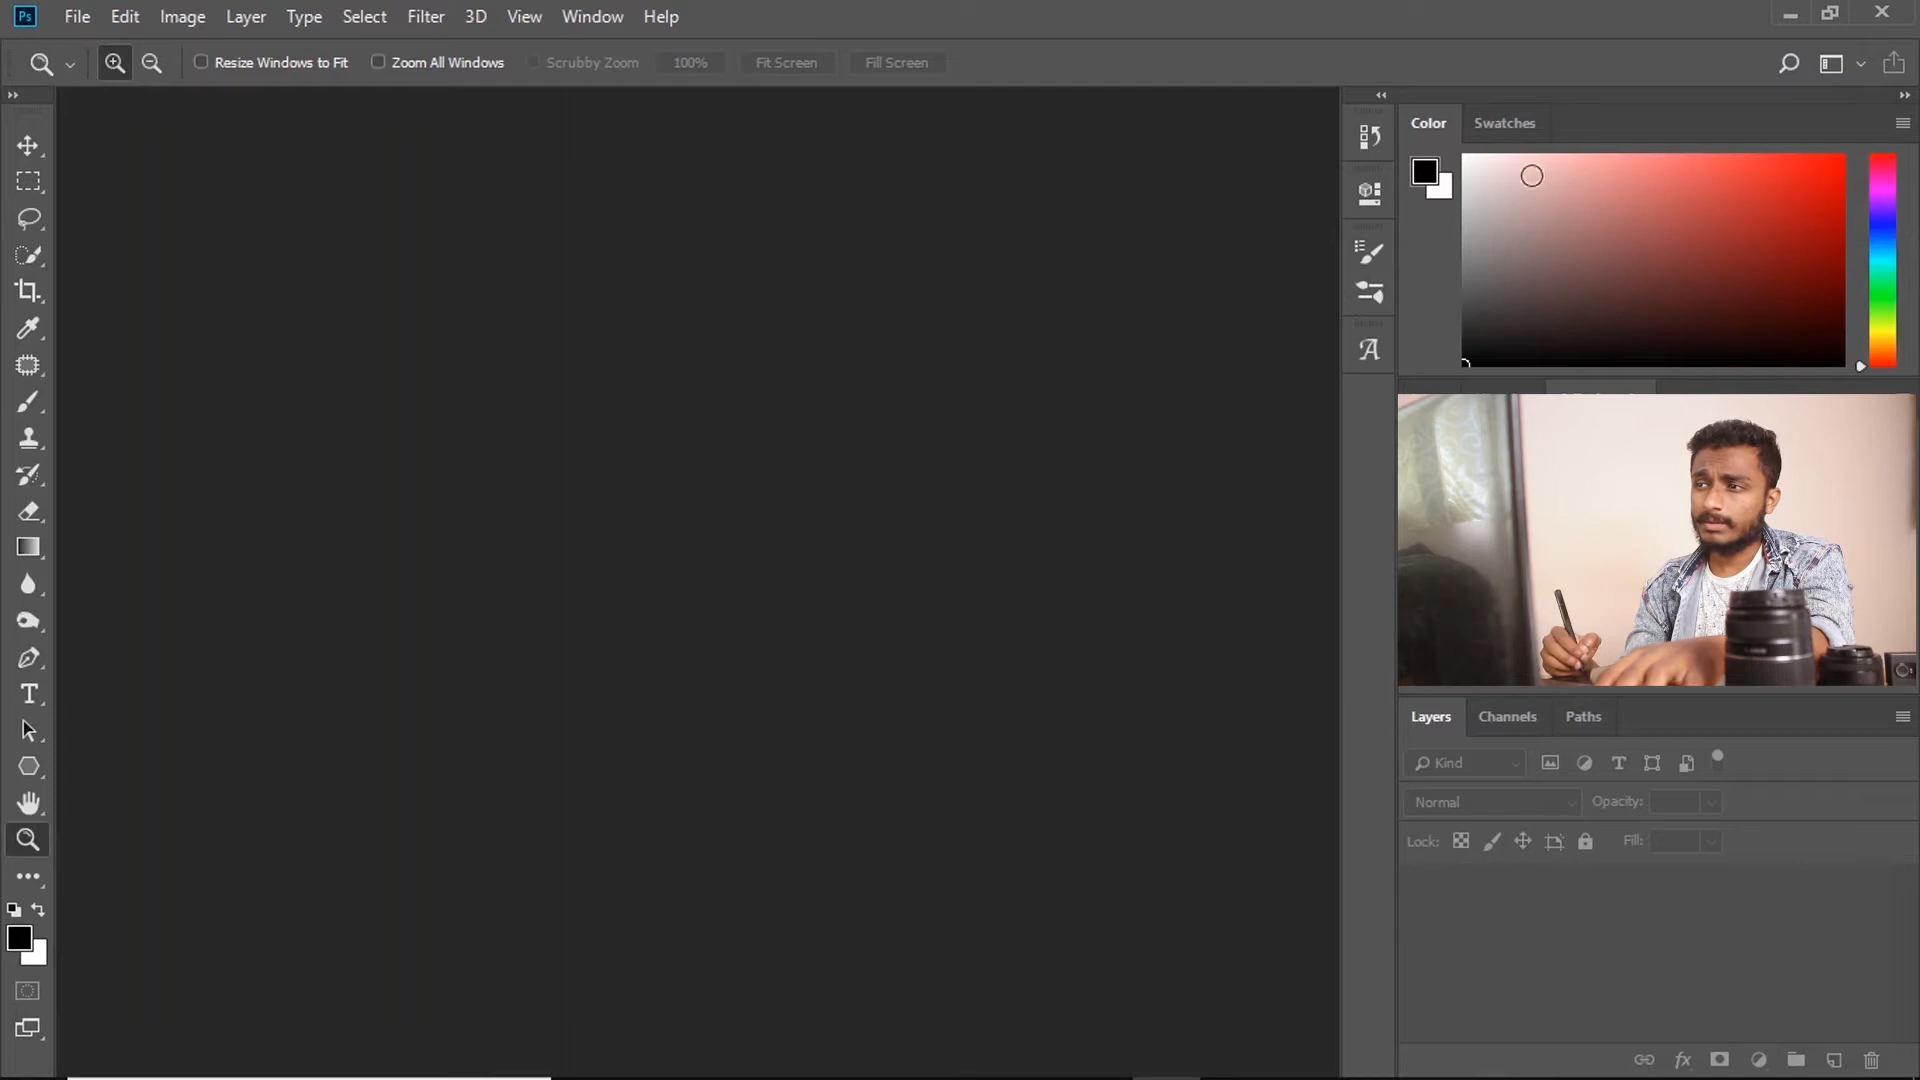 Ps File Edit Image Layer Type Select Filter 3D View Window Help
Resize Windows to Fit Zoom All Windows Scrubby Zoom 100% Fit Screen Fill Screen
Color Swatches
Layers Channels Paths
Kind
Normal Opacity:
Lock: Fill: